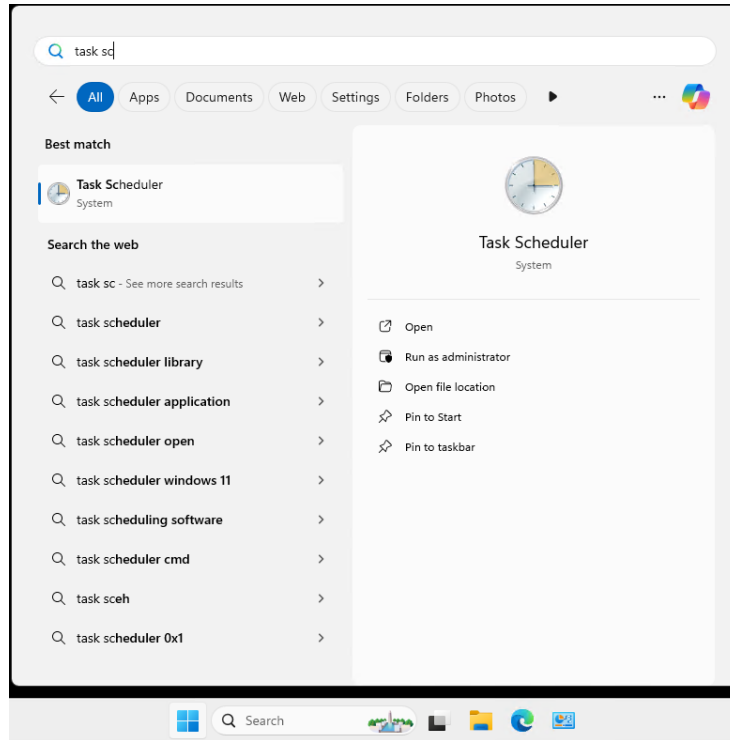 task sc
All Apps Documents Web Settings Folders Photos ...
Best match
Task Scheduler
System
Search the web
task sc - See more search results
task scheduler
task scheduler library
task scheduler application
task scheduler open
task scheduler windows 11
task scheduling software
task scheduler cmd
task sceh
task scheduler 0x1
Task Scheduler
System
Open
Run as administrator
Open file location
Pin to Start
Pin to taskbar
Search